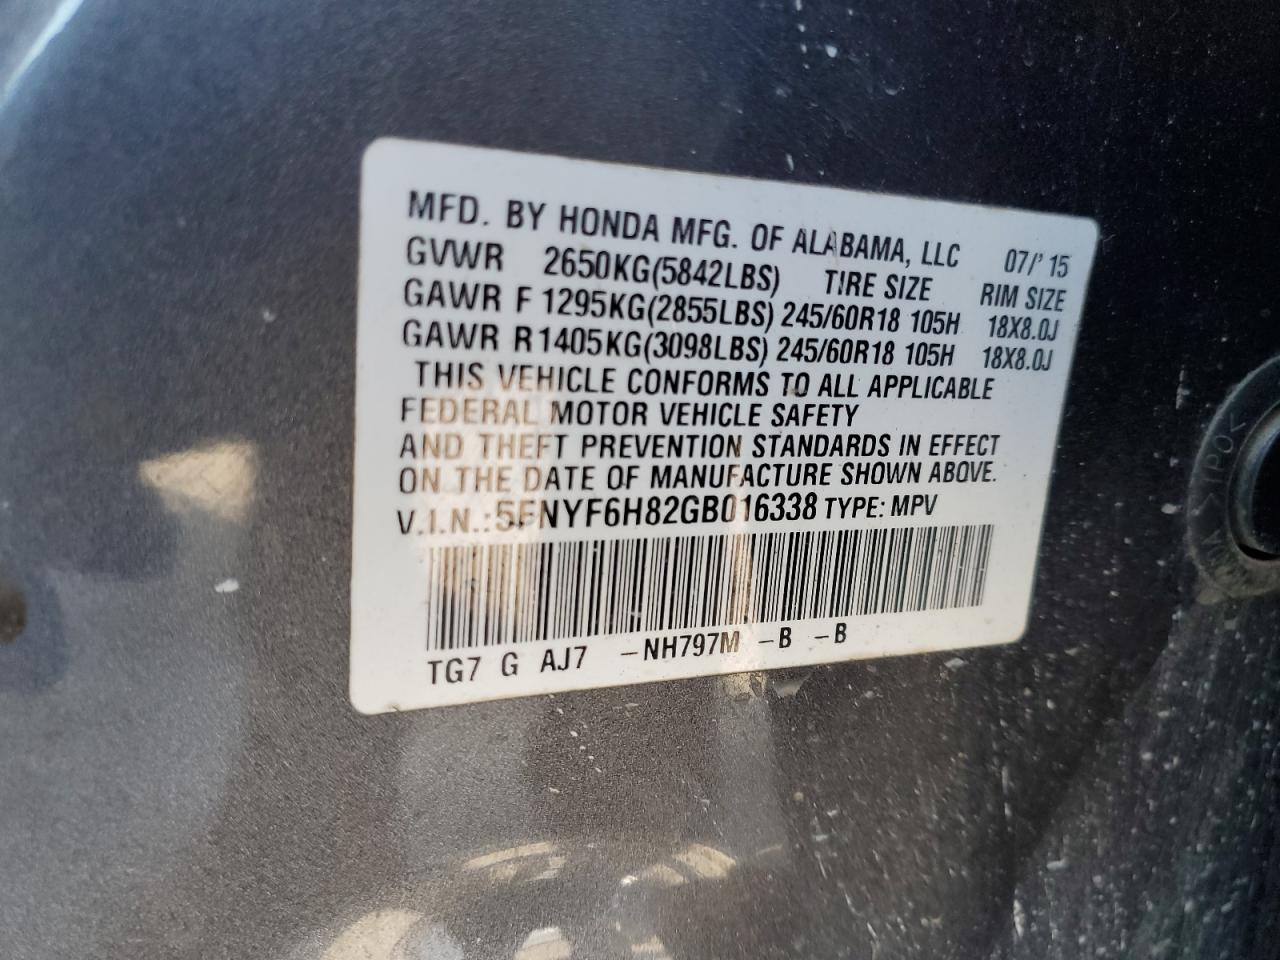 MFD. BY HONDA MFG. OF ALABAMA, LLC 07/' 15
GVWR 2650KG(5842LBS) TIRE SIZE RIM SIZE
GAWR F 1295KG(2855LBS) 245/60R18 105H 18X8.0J
GAWR R 1405KG(3098LBS) 245/60R18 105H 18X8.0J
THIS VEHICLE CONFORMS TO ALL APPLICABLE
FEDERAL MOTOR VEHICLE SAFETY
AND THEFT PREVENTION STANDARDS IN EFFECT
ON THE DATE OF MANUFACTURE SHOWN ABOVE.
V.I.N.: 5FNYF6H82GB016338 TYPE: MPV
TG7 G AJ7 -NH797M -B -B